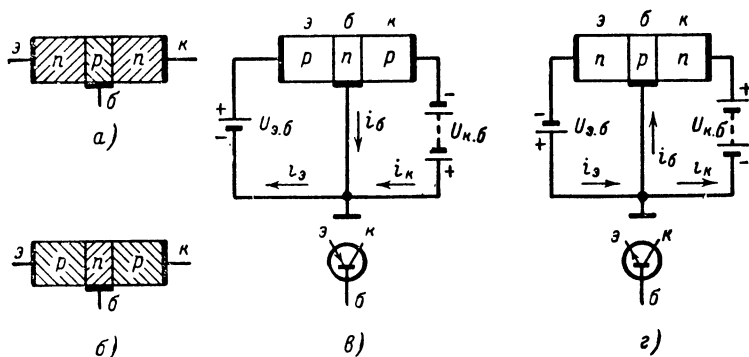 э n p n к
б
а)
э p n p к
б
б)
э б к
p n p
+ - Uэ.б
iб
- + Uк.б
iэ iк
э к
б
в)
э б к
n p n
- + Uэ.б
iб
+ - Uк.б
iэ iк
э к
б
г)